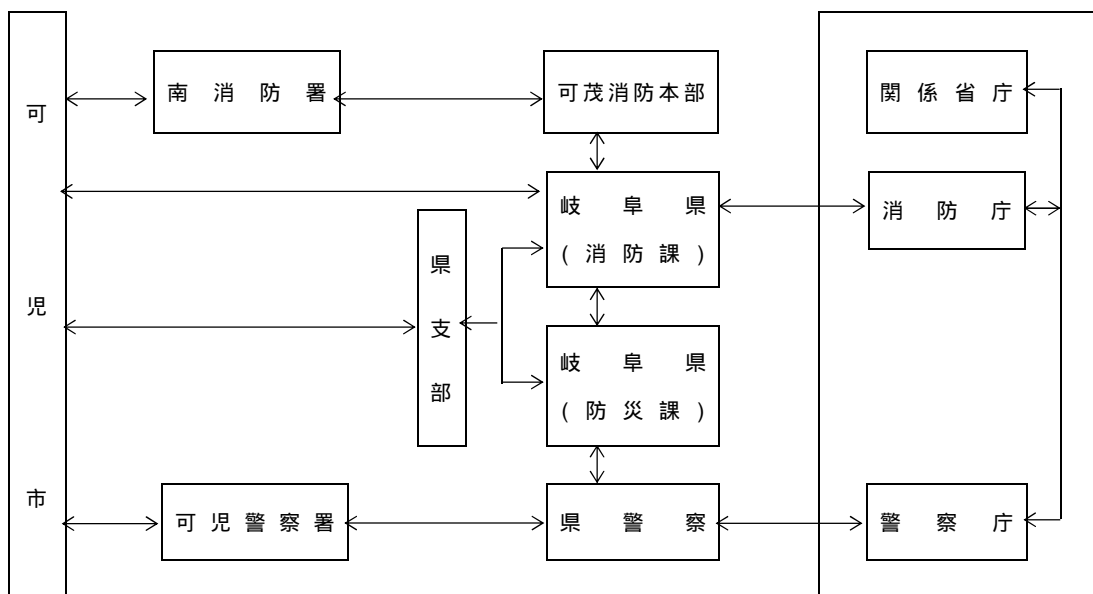 可児市
南消防署
可茂消防本部
関係省庁
岐阜県
(消防課)
消防庁
県支部
岐阜県
(防災課)
可児警察署
県警察
警察庁